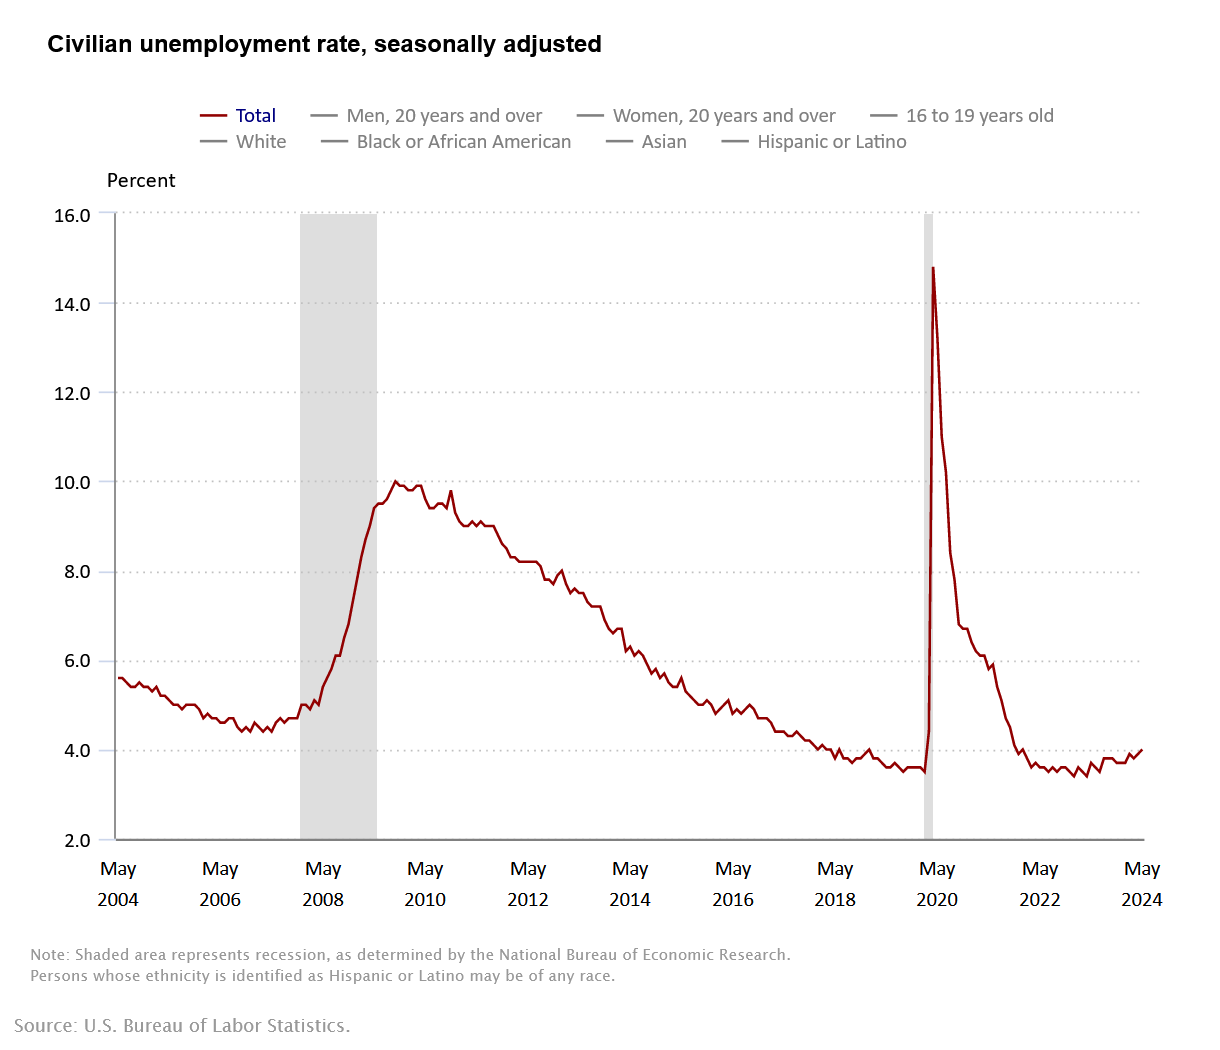 Civilian unemployment rate, seasonally adjusted
Total Men, 20 years and over Women, 20 years and over 16 to 19 years old
White Black or African American Asian Hispanic or Latino
Percent
16.0
14.0
12.0
10.0
8.0
6.0
4.0
2.0
May May May May May May May May May May May
2004 2006 2008 2010 2012 2014 2016 2018 2020 2022 2024
Note: Shaded area represents recession, as determined by the National Bureau of Economic Research.
Persons whose ethnicity is identified as Hispanic or Latino may be of any race.
Source: U.S. Bureau of Labor Statistics.